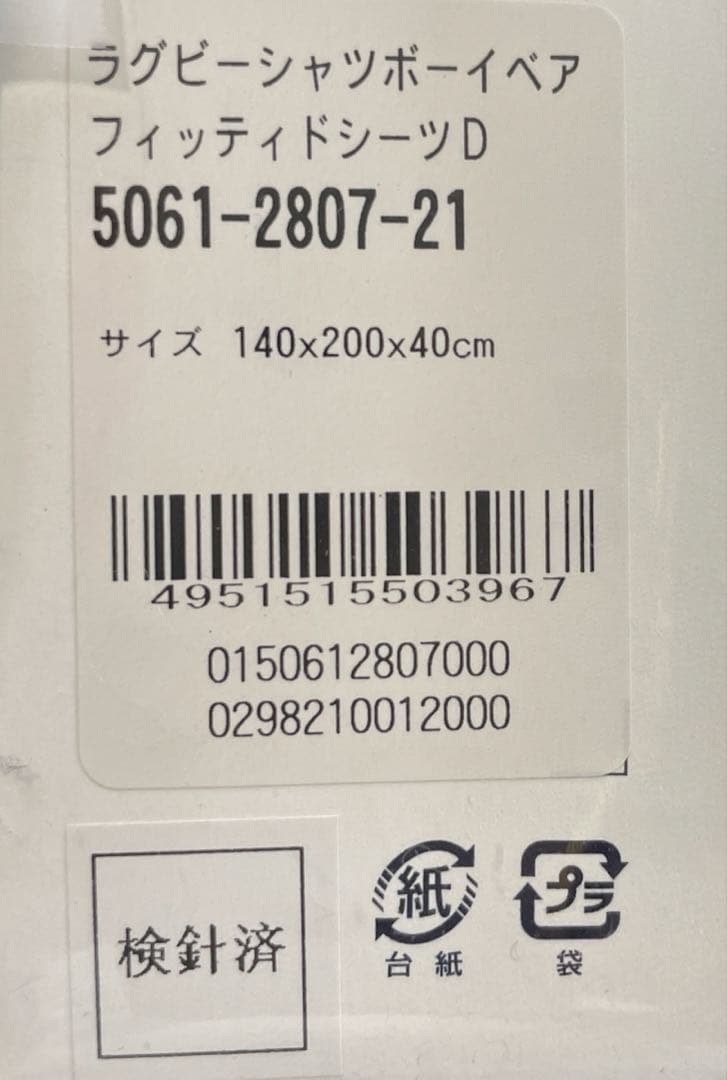 ラグビーシャツボーイベア
フィッティドシーツD
5061-2807-21
サイズ 140x200x40cm
4951515503967
0150612807000
0298210012000
検針済
紙
台紙
プラ
袋